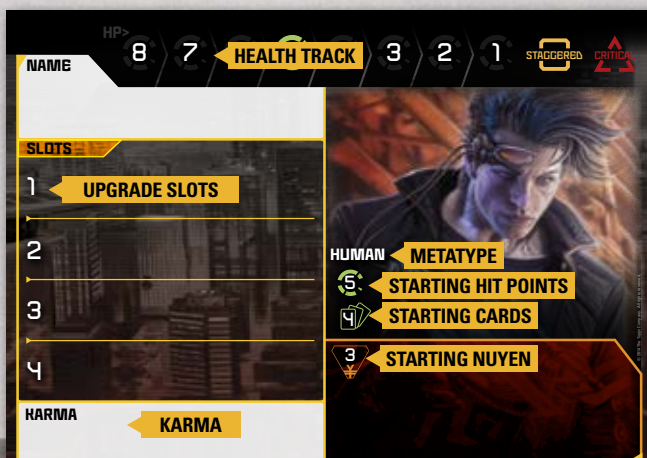 HP>
8 7 HEALTH TRACK 3 2 1 STAGGERED CRITICAL
NAME
SLOTS
1 UPGRADE SLOTS
2
3
4
HUMAN METATYPE
5 STARTING HIT POINTS
4 STARTING CARDS
3 ¥ STARTING NUYEN
KARMA
KARMA